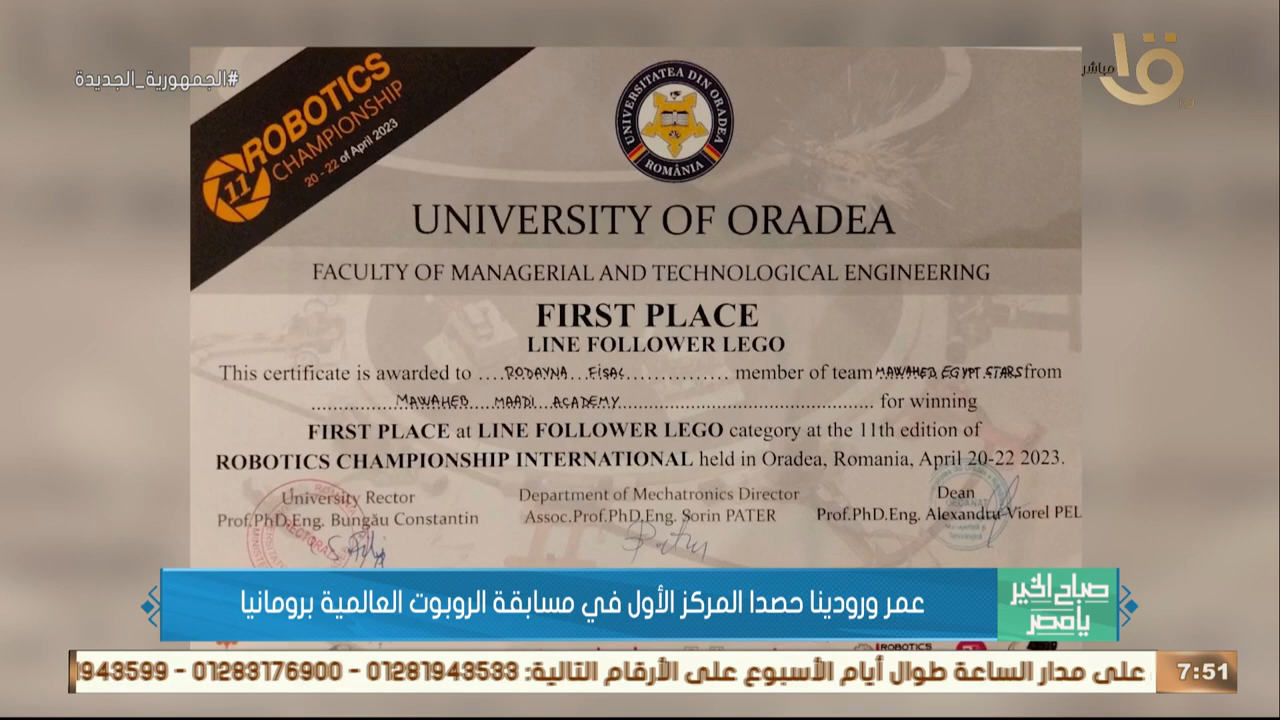 #الجمهورية_الجديدة
مباشر
11 ROBOTICS
CHAMPIONSHIP
20 - 22 of April 2023
UNIVERSITATEA DIN ORADEA
ROMÂNIA
UNIVERSITY OF ORADEA
FACULTY OF MANAGERIAL AND TECHNOLOGICAL ENGINEERING
FIRST PLACE
LINE FOLLOWER LEGO
This certificate is awarded to ....RODAYNA FISAL............... member of team MAWAHEB EGYPT STARS from
MAWAHEB MAADI ACADEMY for winning
FIRST PLACE at LINE FOLLOWER LEGO category at the 11th edition of
ROBOTICS CHAMPIONSHIP INTERNATIONAL held in Oradea, Romania, April 20-22 2023.
University Rector
Prof.PhD.Eng. Bungău Constantin
Department of Mechatronics Director
Assoc.Prof.PhD.Eng. Sorin PATER
Dean
Prof.PhD.Eng. Alexandru-Viorel PEL
صباح الخير
يا مصر
عمر ورودينا حصدا المركز الأول في مسابقة الروبوت العالمية برومانيا
ROBOTICS
7:51
على مدار الساعة طوال أيام الأسبوع على الأرقام التالية: 01281943533 - 01283176900 - 1943599